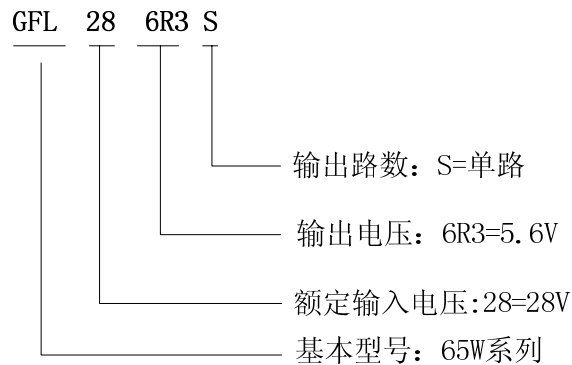 GFL 28 6R3 S
输出路数：S=单路
输出电压：6R3=5.6V
额定输入电压:28=28V
基本型号：65W系列